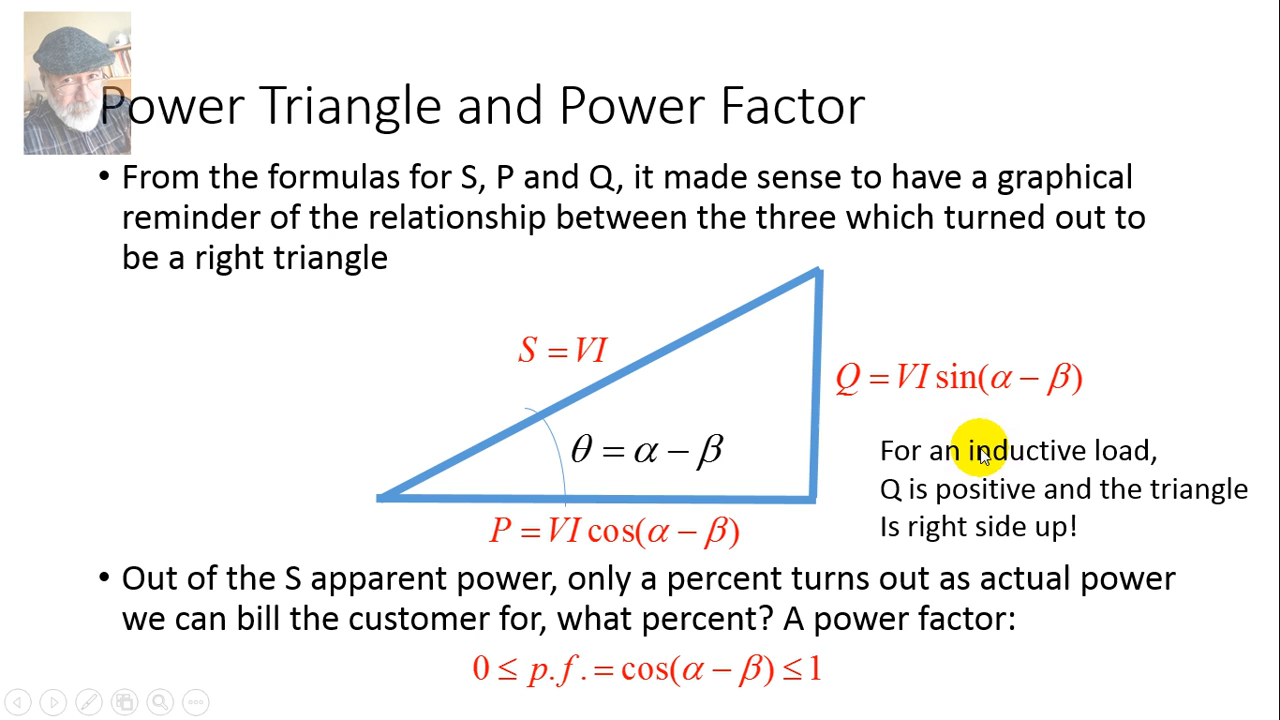 Power Triangle and Power Factor
• From the formulas for S, P and Q, it made sense to have a graphical
reminder of the relationship between the three which turned out to
be a right triangle
S = VI
Q = VI sin(α − β)
θ = α − β
For an inductive load,
Q is positive and the triangle
Is right side up!
P = VI cos(α − β)
• Out of the S apparent power, only a percent turns out as actual power
we can bill the customer for, what percent? A power factor:
0 ≤ p.f. = cos(α − β) ≤ 1